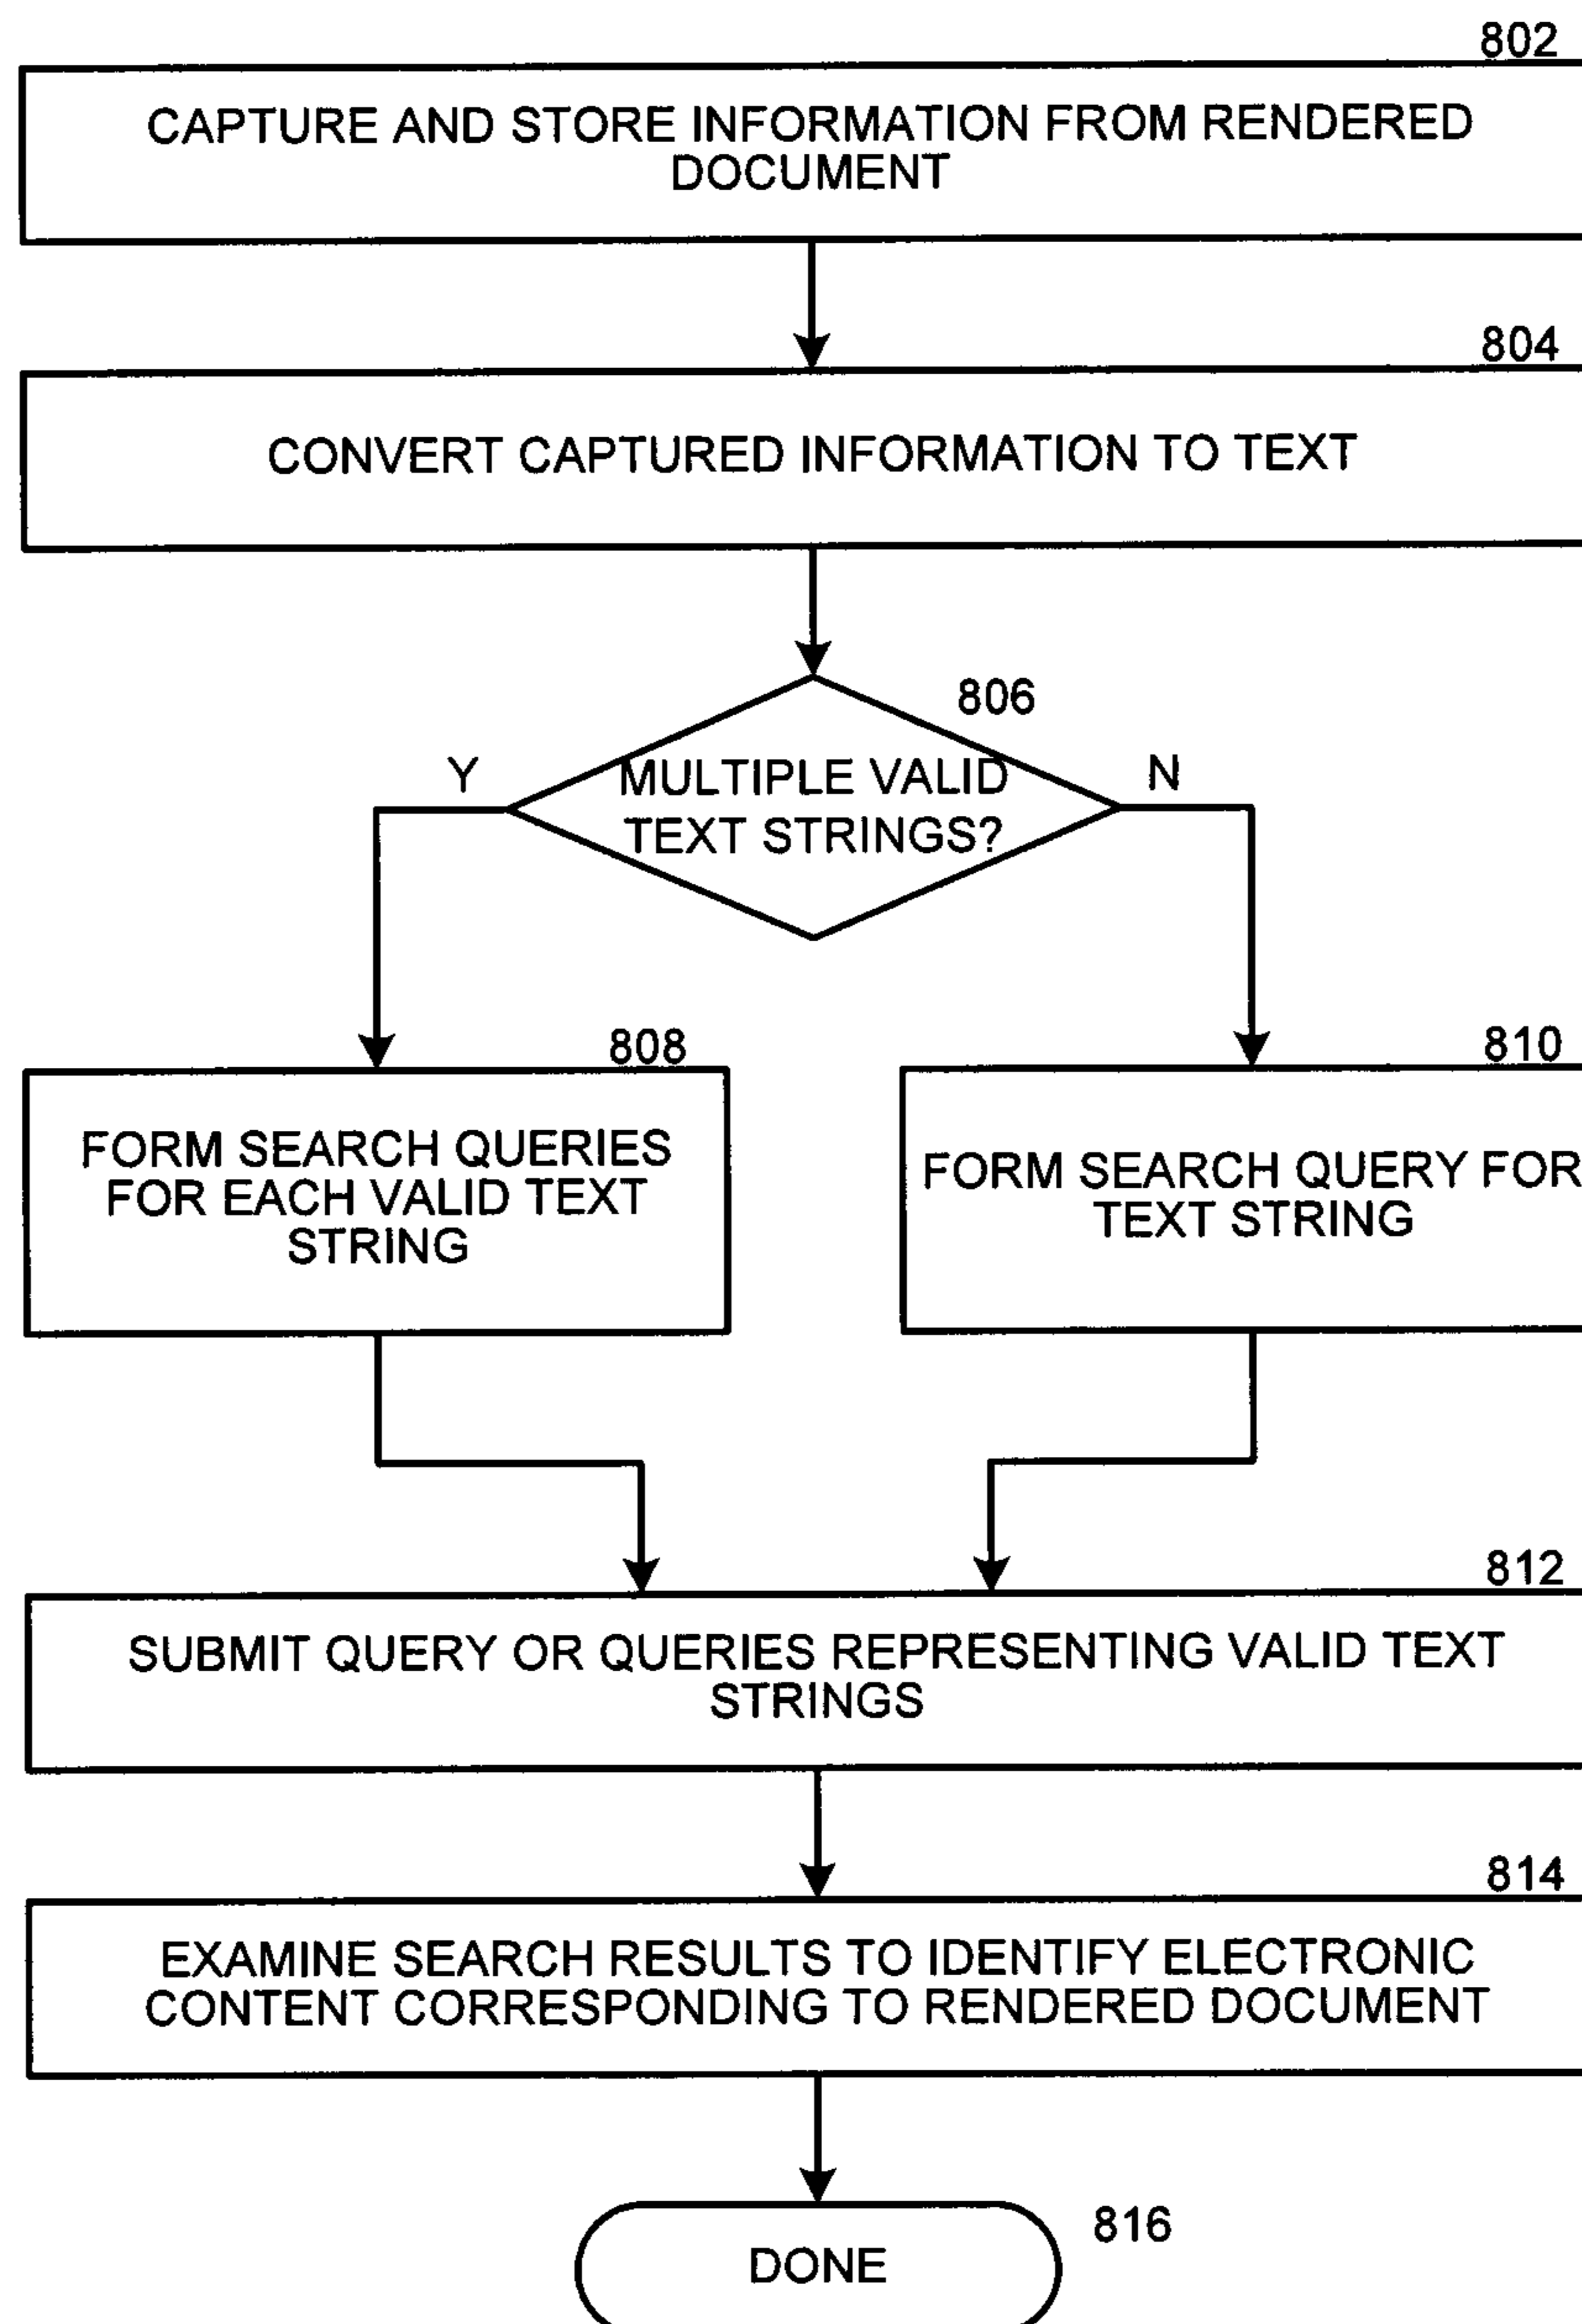 802
CAPTURE AND STORE INFORMATION FROM RENDERED
DOCUMENT
804
CONVERT CAPTURED INFORMATION TO TEXT
806
Y
MULTIPLE VALID
TEXT STRINGS?
N
808
FORM SEARCH QUERIES
FOR EACH VALID TEXT
STRING
810
FORM SEARCH QUERY FOR
TEXT STRING
812
SUBMIT QUERY OR QUERIES REPRESENTING VALID TEXT
STRINGS
814
EXAMINE SEARCH RESULTS TO IDENTIFY ELECTRONIC
CONTENT CORRESPONDING TO RENDERED DOCUMENT
816
DONE